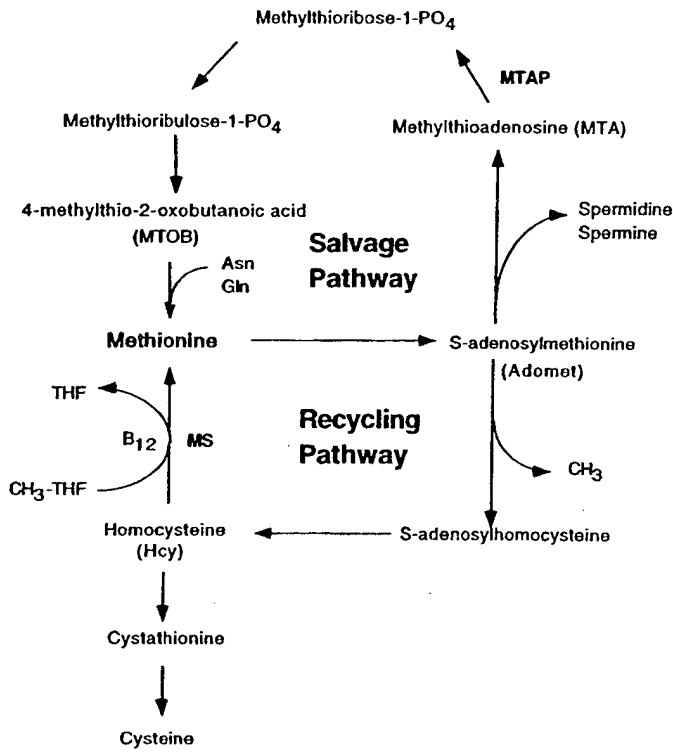 Methylthioribose-1-PO4
MTAP
Methylthioribulose-1-PO4
Methylthioadenosine (MTA)
4-methylthio-2-oxobutanoic acid
(MTOB)
Spermidine
Spermine
Salvage
Pathway
Asn
Gln
Methionine
S-adenosylmethionine
(Adomet)
THF
B12
MS
Recycling
Pathway
CH3-THF
CH3
Homocysteine
(Hcy)
S-adenosylhomocysteine
Cystathionine
Cysteine